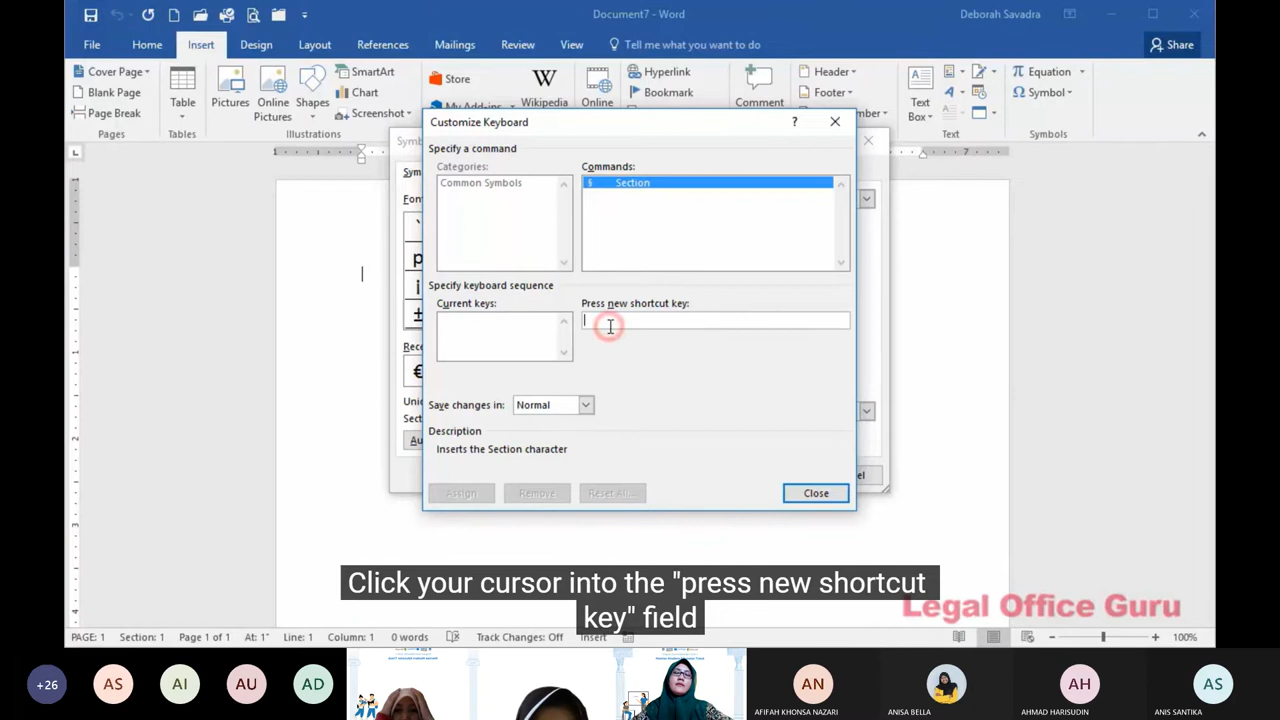 Document7 - Word
Deborah Savadra
File
Home
Insert
Design
Layout
References
Mailings
Review
View
Tell me what you want to do
Share
Cover Page
Blank Page
Page Break
Pages
Table
Tables
Pictures
Online
Pictures
Shapes
SmartArt
Chart
Screenshot
Illustrations
Store
My Add-ins
Wikipedia
Online
Hyperlink
Bookmark
Comment
Header
Footer
Text
Box
Text
Equation
Symbol
Symbols
Customize Keyboard
Specify a command
Categories:
Commands:
Common Symbols
§ Section
Specify keyboard sequence
Current keys:
Press new shortcut key:
Save changes in:
Normal
Description
Inserts the Section character
Assign
Remove
Reset All...
Close
Click your cursor into the "press new shortcut
key" field
Legal Office Guru
PAGE: 1
Section: 1
Page 1 of 1
At: 1"
Line: 1
Column: 1
0 words
Track Changes: Off
Insert
100%
+26
AS
AI
AU
AD
AN
AH
AS
AFIFAH KHONSA NAZARI
ANISA BELLA
AHMAD HARISUDIN
ANIS SANTIKA